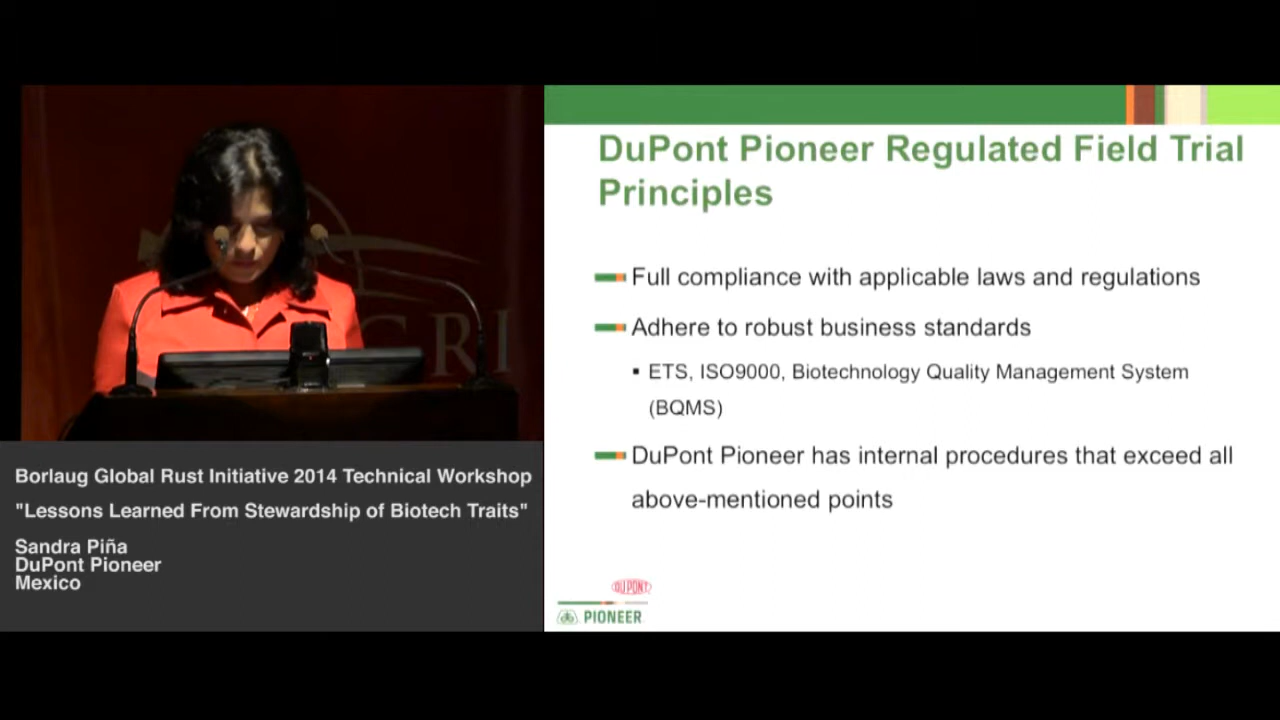 DuPont Pioneer Regulated Field Trial
Principles
Full compliance with applicable laws and regulations
Adhere to robust business standards
ETS, ISO9000, Biotechnology Quality Management System
(BQMS)
DuPont Pioneer has internal procedures that exceed all
above-mentioned points
DUPONT
PIONEER
GRI
Borlaug Global Rust Initiative 2014 Technical Workshop
"Lessons Learned From Stewardship of Biotech Traits"
Sandra Piña
DuPont Pioneer
Mexico